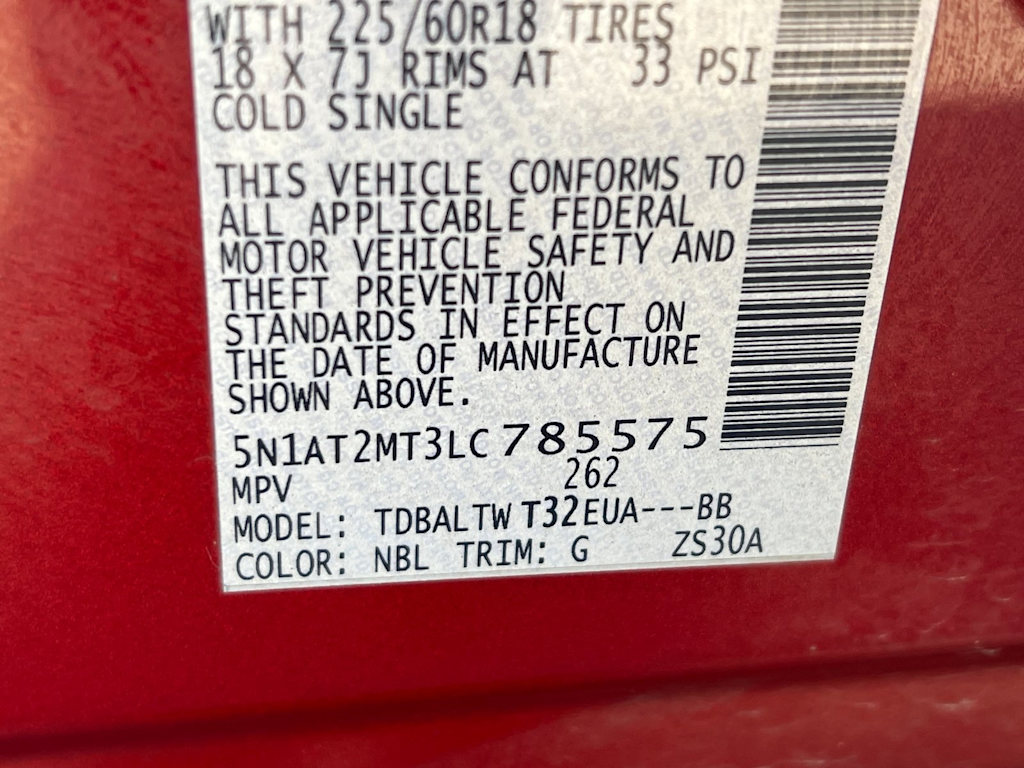 WITH 225/60R18 TIRES
18 X 7J RIMS AT 33 PSI
COLD SINGLE
THIS VEHICLE CONFORMS TO
ALL APPLICABLE FEDERAL
MOTOR VEHICLE SAFETY AND
THEFT PREVENTION
STANDARDS IN EFFECT ON
THE DATE OF MANUFACTURE
SHOWN ABOVE.
5N1AT2MT3LC785575
MPV 262
MODEL: TDBALTWT32EUA---BB
COLOR: NBL TRIM: G ZS30A